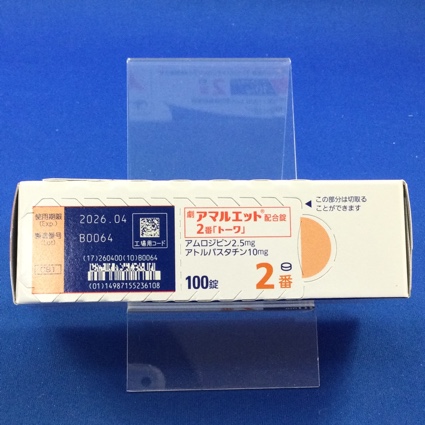 使用期限
(Exp.)
2026.04
製造番号
(Lot)
B0064
工場用コード
(17)260400(10)B0064
(01)14987155236108
劇 アマルエット®配合錠
2番「トーワ」
アムロジピン2.5mg
アトルバスタチン10mg
100錠
2番
◀ この部分は切取る
ことができます